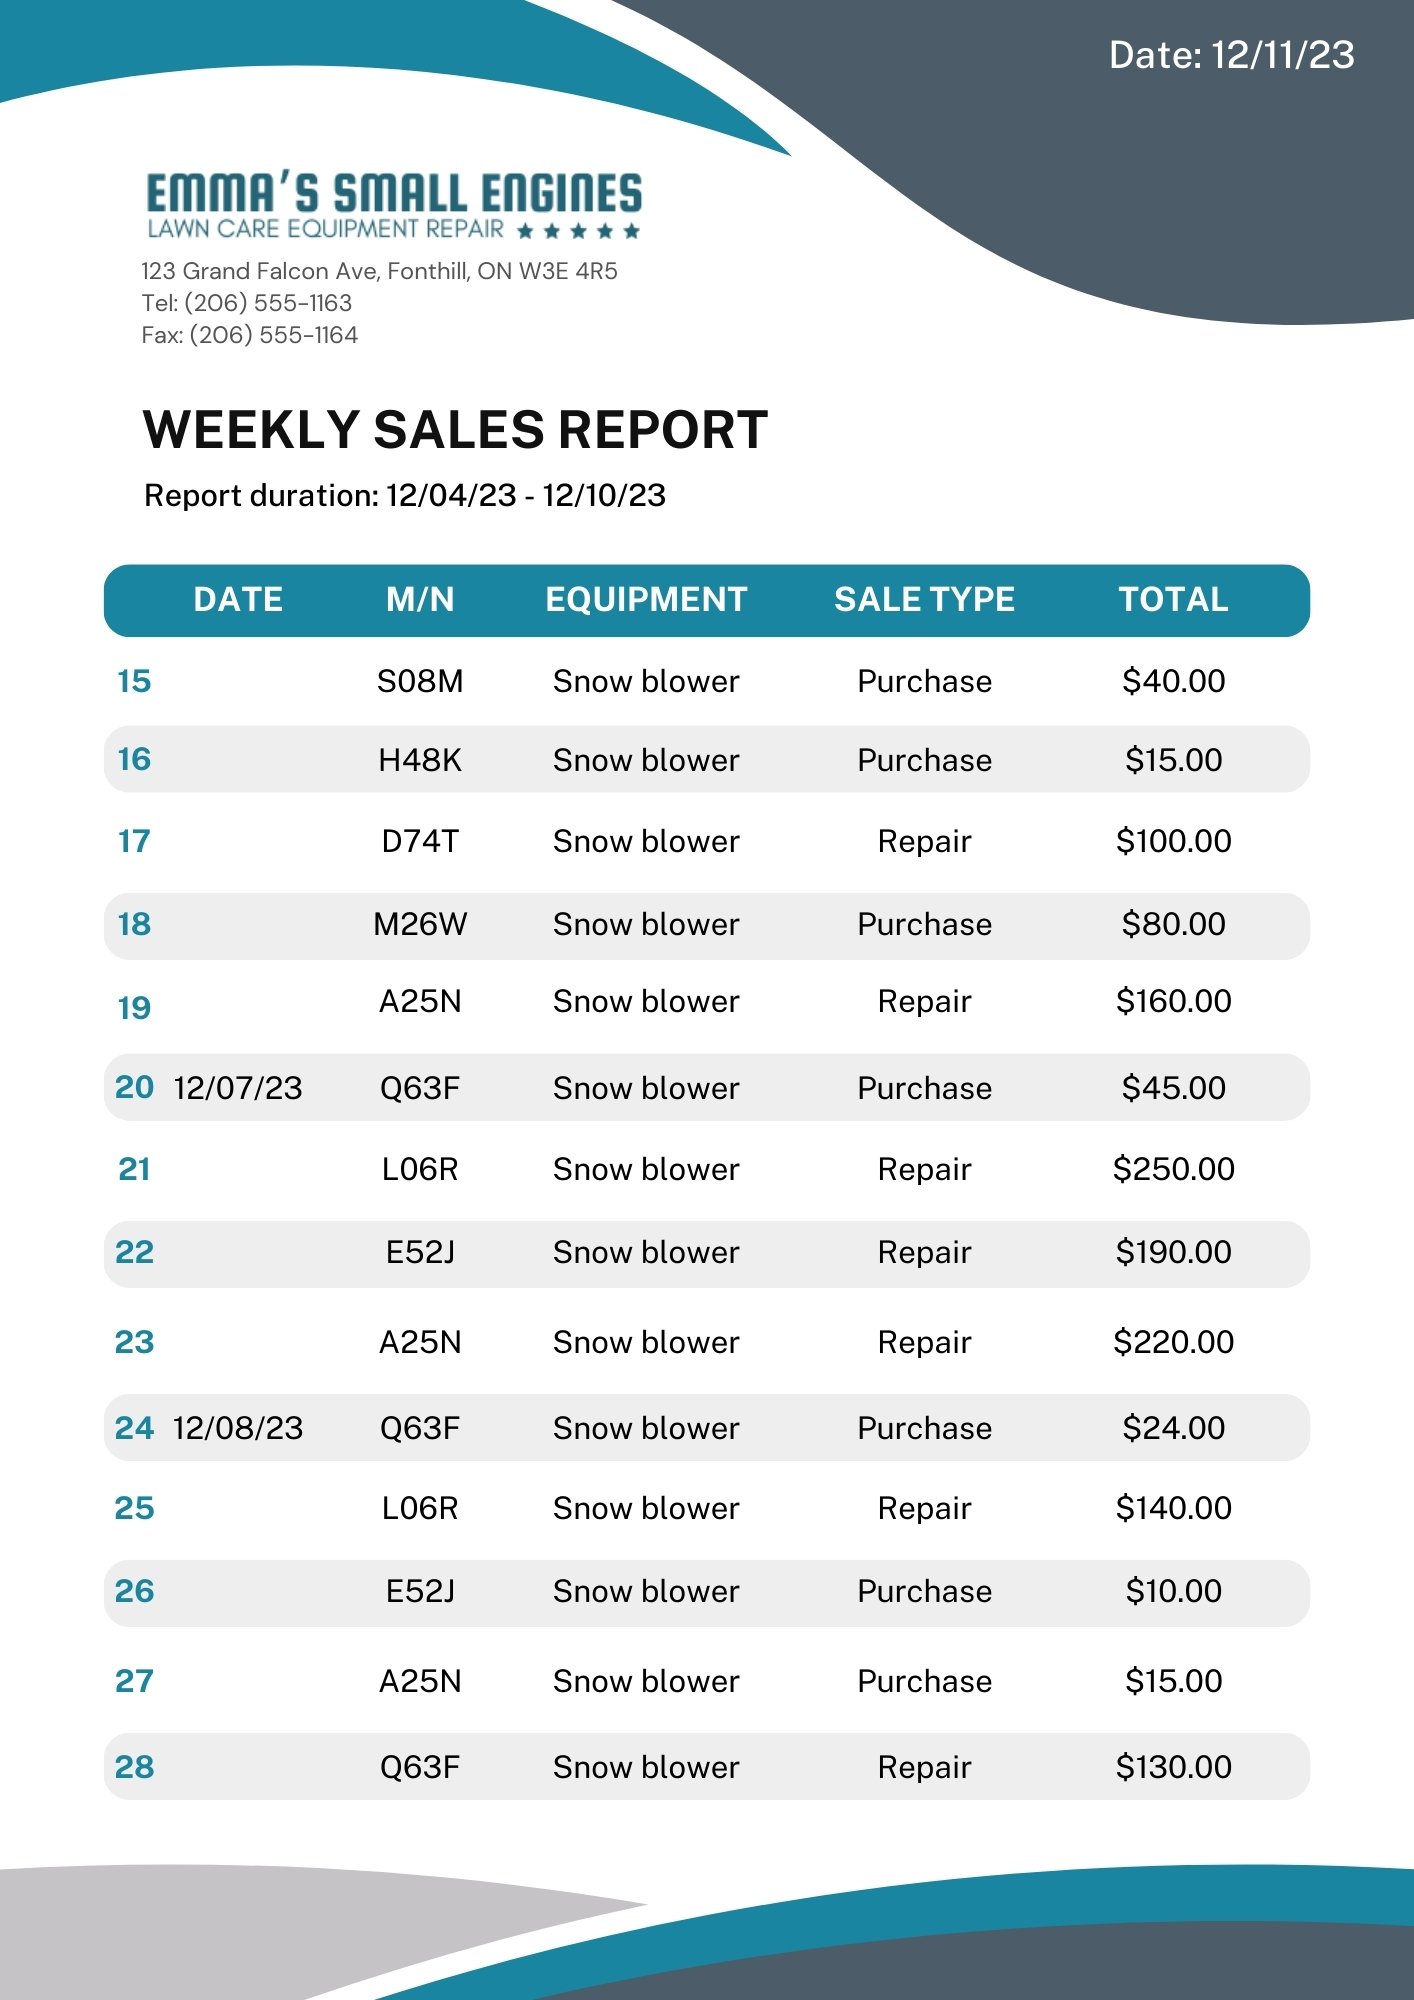 Date: 12/11/23
EMMA'S SMALL ENGINES
LAWN CARE EQUIPMENT REPAIR ★★★★★
123 Grand Falcon Ave, Fonthill, ON W3E 4R5
Tel: (206) 555-1163
Fax: (206) 555-1164
WEEKLY SALES REPORT
Report duration: 12/04/23 - 12/10/23
DATE M/N EQUIPMENT SALE TYPE TOTAL
15 S08M Snow blower Purchase $40.00
16 H48K Snow blower Purchase $15.00
17 D74T Snow blower Repair $100.00
18 M26W Snow blower Purchase $80.00
19 A25N Snow blower Repair $160.00
20 12/07/23 Q63F Snow blower Purchase $45.00
21 L06R Snow blower Repair $250.00
22 E52J Snow blower Repair $190.00
23 A25N Snow blower Repair $220.00
24 12/08/23 Q63F Snow blower Purchase $24.00
25 L06R Snow blower Repair $140.00
26 E52J Snow blower Purchase $10.00
27 A25N Snow blower Purchase $15.00
28 Q63F Snow blower Repair $130.00